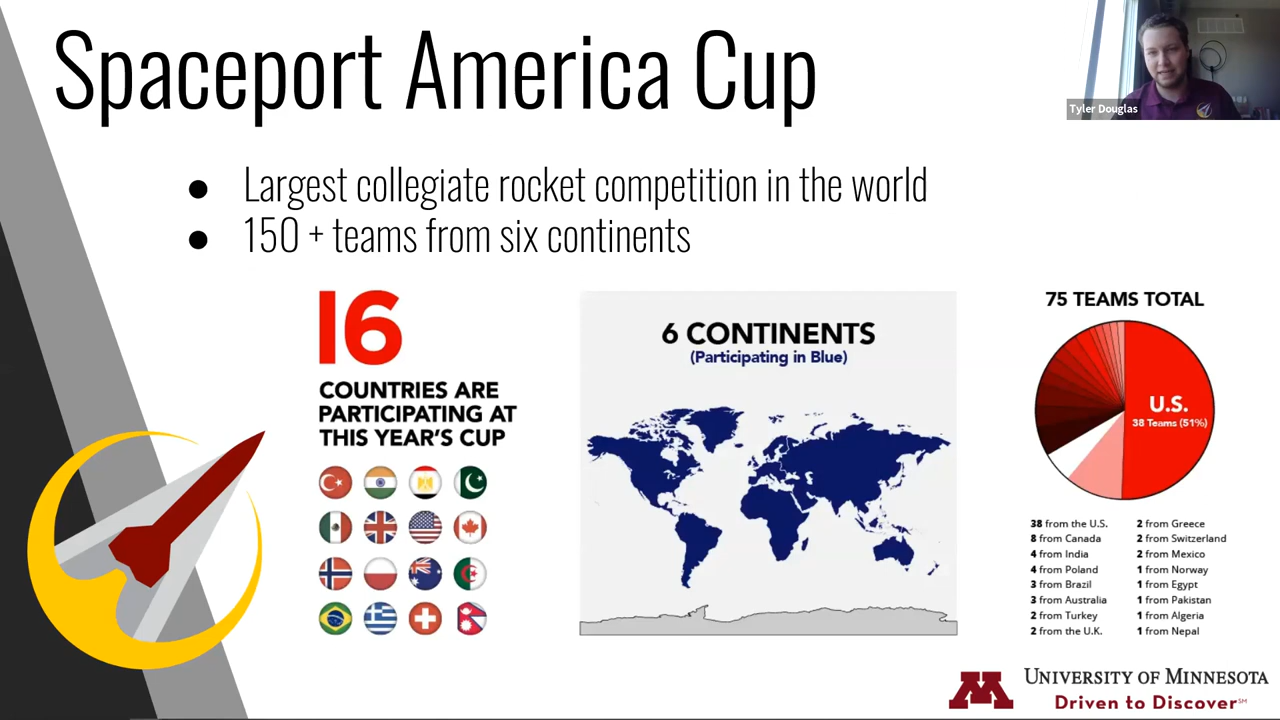 Spaceport America Cup
Tyler Douglas
● Largest collegiate rocket competition in the world
● 150 + teams from six continents
16
COUNTRIES ARE
PARTICIPATING AT
THIS YEAR'S CUP
6 CONTINENTS
(Participating in Blue)
75 TEAMS TOTAL
U.S.
38 Teams (51%)
38 from the U.S.
8 from Canada
4 from India
4 from Poland
3 from Brazil
3 from Australia
2 from Turkey
2 from the U.K.
2 from Greece
2 from Switzerland
2 from Mexico
1 from Norway
1 from Egypt
1 from Pakistan
1 from Algeria
1 from Nepal
M
UNIVERSITY OF MINNESOTA
Driven to Discover℠